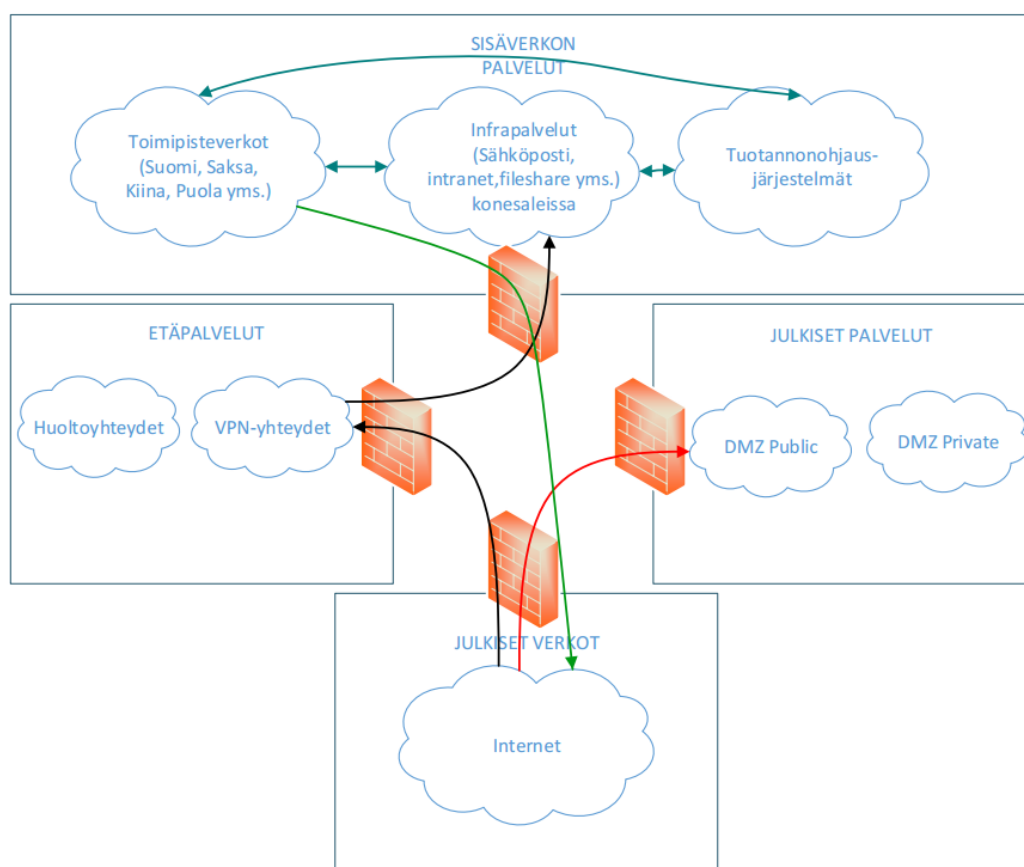 SISÄVERKON
PALVELUT
Toimipisteverkot
(Suomi, Saksa,
Kiina, Puola yms.)
Infrapalvelut
(Sähköposti,
intranet,fileshare yms.)
konesaleissa
Tuotannonohjaus-
järjestelmät
ETÄPALVELUT
Huoltoyhteydet
VPN-yhteydet
JULKISET PALVELUT
DMZ Public
DMZ Private
JULKISET VERKOT
Internet